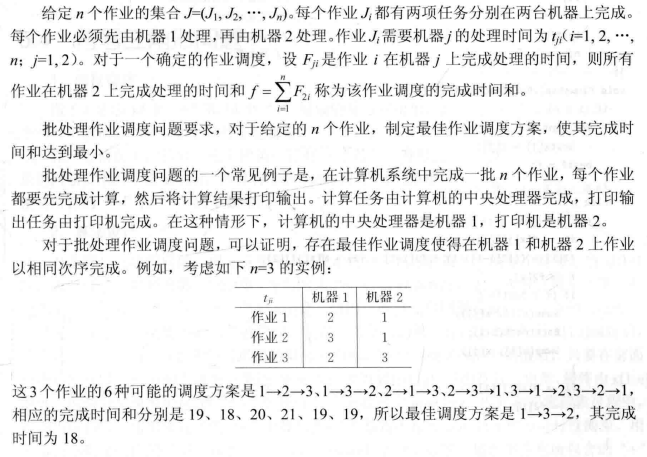 给定 n 个作业的集合 J=(J1, J2, …, Jn)。每个作业 Ji 都有两项任务分别在两台机器上完成。
每个作业必须先由机器 1 处理,再由机器 2 处理。作业 Ji 需要机器 j 的处理时间为 tji(i=1, 2, …,
n; j=1, 2)。对于一个确定的作业调度，设 Fji 是作业 i 在机器 j 上完成处理的时间，则所有
作业在机器 2 上完成处理的时间和 f=∑(i=1,n)F2i 称为该作业调度的完成时间和。
批处理作业调度问题要求，对于给定的 n 个作业，制定最佳作业调度方案，使其完成时
间和达到最小。
批处理作业调度问题的一个常见例子是，在计算机系统中完成一批 n 个作业，每个作业
都要先完成计算，然后将计算结果打印输出。计算任务由计算机的中央处理器完成，打印输
出任务由打印机完成。在这种情形下，计算机的中央处理器是机器 1，打印机是机器 2。
对于批处理作业调度问题，可以证明，存在最佳作业调度使得在机器 1 和机器 2 上作业
以相同次序完成。例如，考虑如下 n=3 的实例：
tji 机器 1 机器 2
作业 1 2 1
作业 2 3 1
作业 3 2 3
这 3 个作业的 6 种可能的调度方案是 1→2→3、1→3→2、2→1→3、2→3→1、3→1→2、3→2→1，
相应的完成时间和分别是 19、18、20、21、19、19，所以最佳调度方案是 1→3→2，其完成
时间为 18。